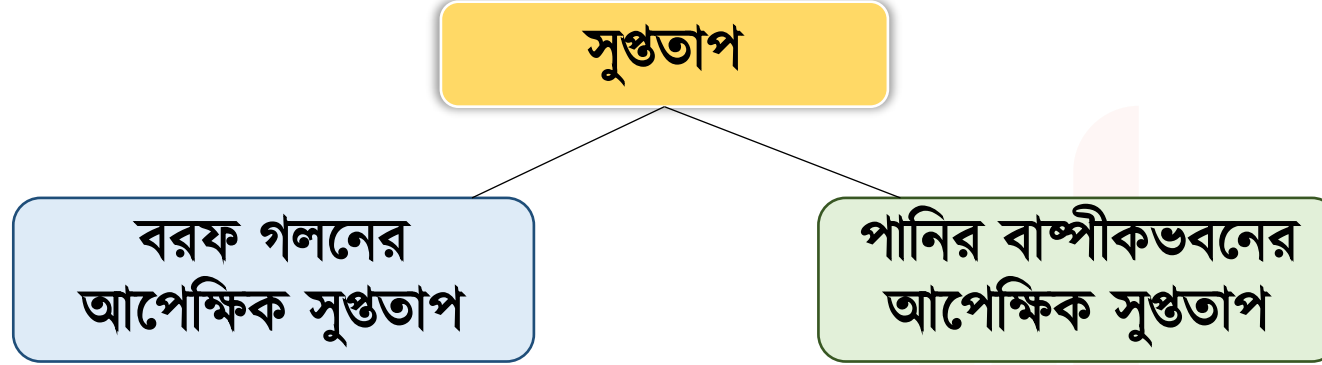 সুপ্ততাপ
বরফ গলনের
আপেক্ষিক সুপ্ততাপ
পানির বাষ্পীকভবনের
আপেক্ষিক সুপ্ততাপ